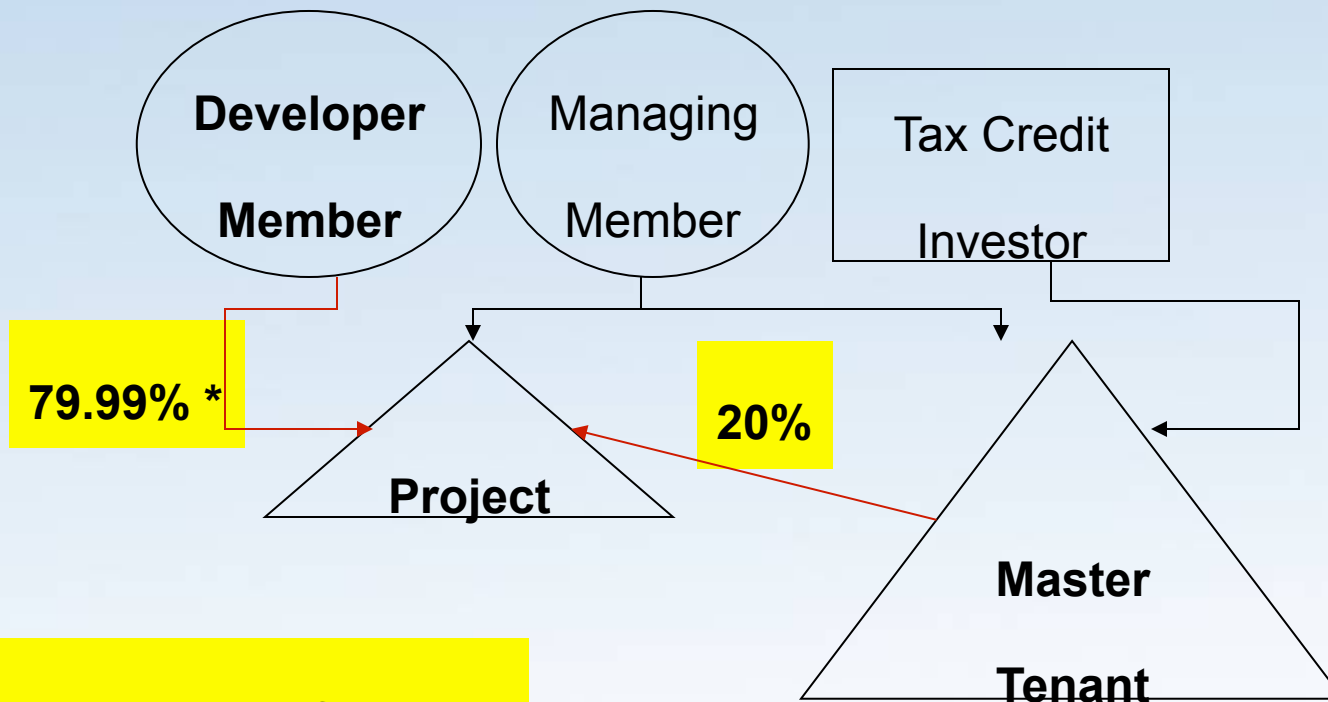 Developer
Member
Managing
Member
Tax Credit
Investor
79.99% *
20%
Project
Master
Tenant